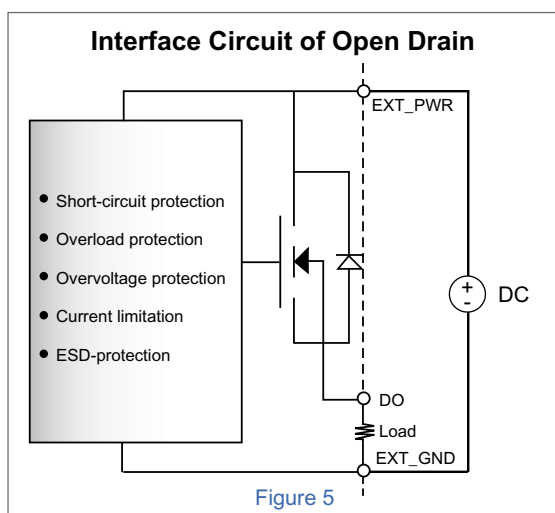 Interface Circuit of Open Drain
EXT_PWR
• Short-circuit protection
• Overload protection
• Overvoltage protection
• Current limitation
• ESD-protection
+
-
DC
DO
Load
EXT_GND
Figure 5